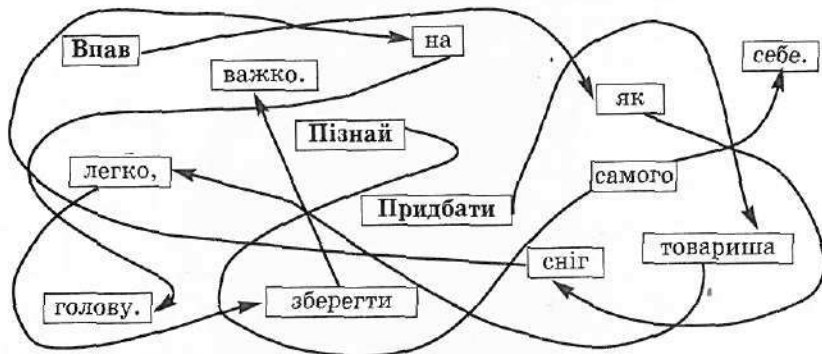 Впав
на
себе.
важко.
як
Пізнай
легко,
самого
Придбати
товариша
сніг
голову.
зберегти